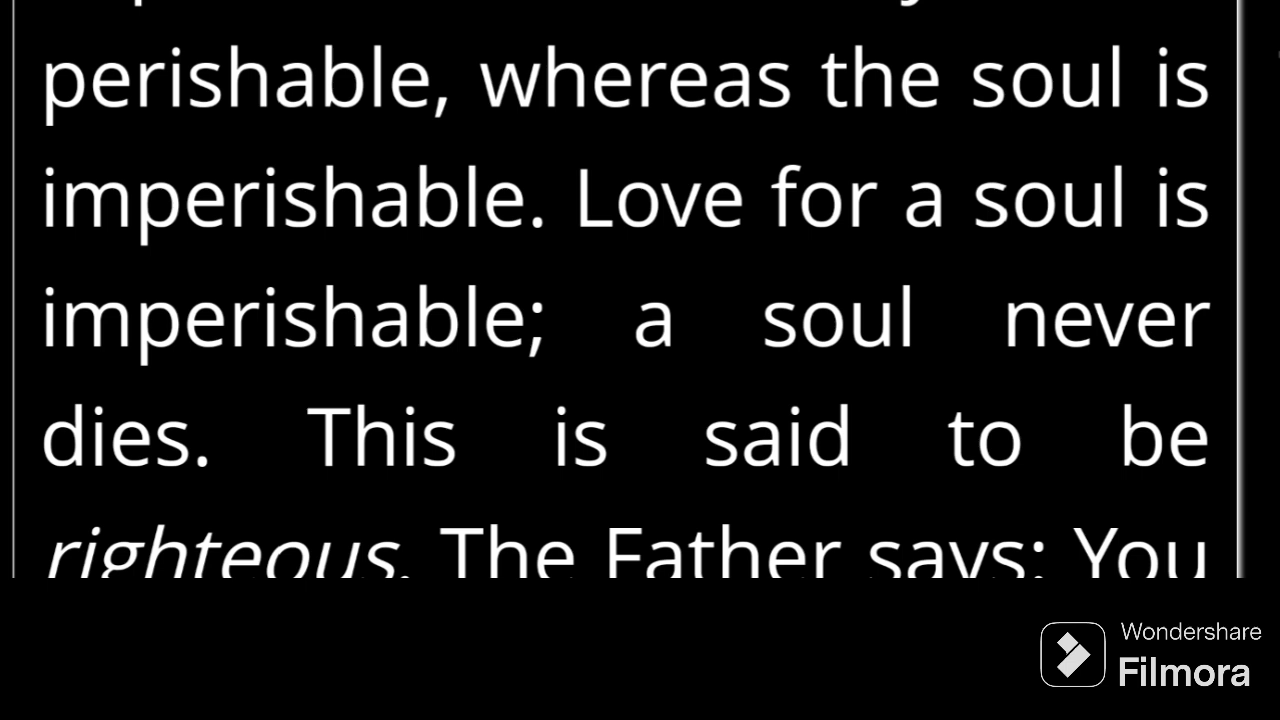 perishable, whereas the soul is
imperishable. Love for a soul is
imperishable; a soul never
dies. This is said to be
righteous. The Father says: You
Wondershare
Filmora